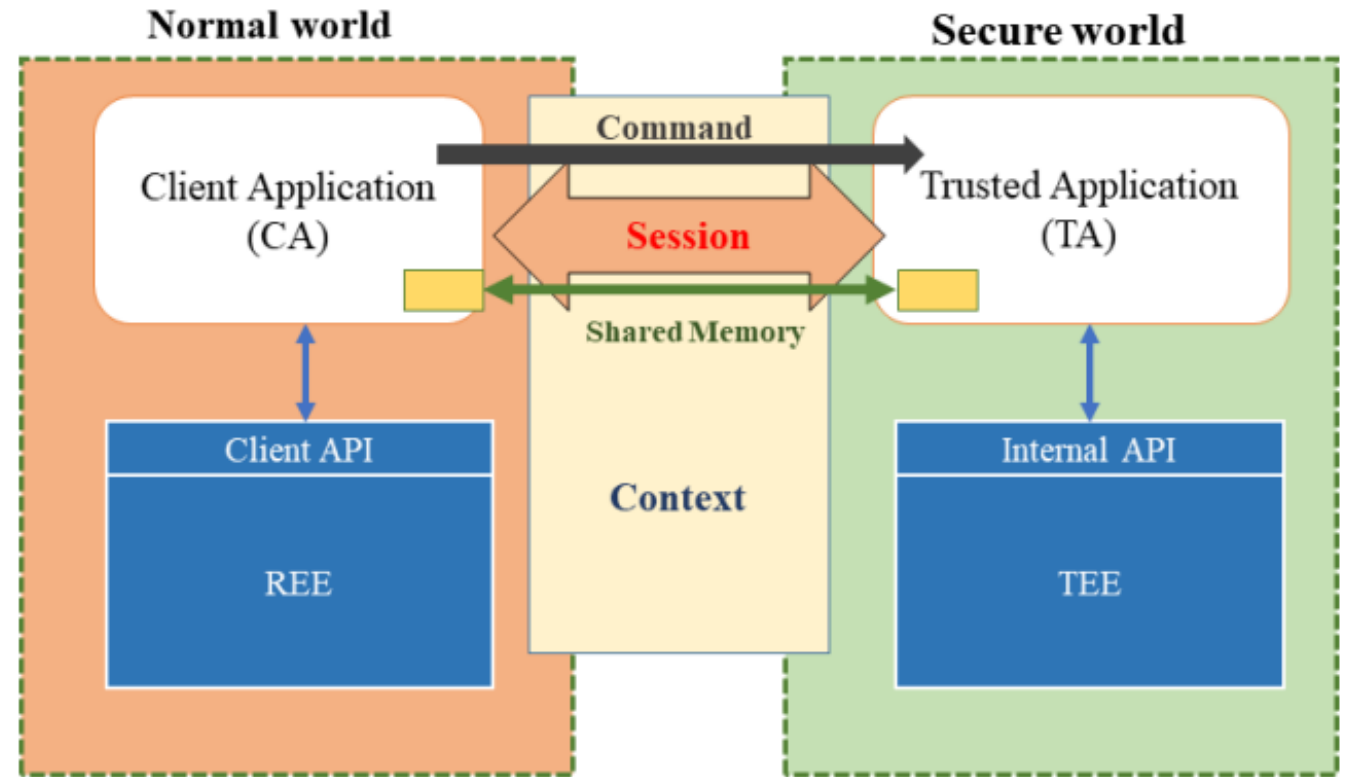 Normal world
Secure world
Command
Client Application
(CA)
Session
Trusted Application
(TA)
Shared Memory
Client API
Internal API
Context
REE
TEE